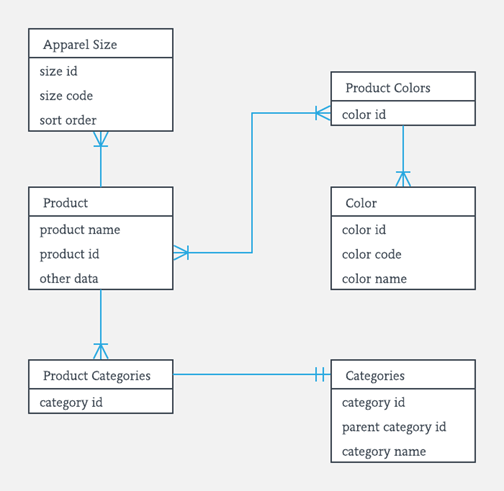 Apparel Size
size id
size code
sort order
Product Colors
color id
Product
product name
product id
other data
Color
color id
color code
color name
Product Categories
category id
Categories
category id
parent category id
category name